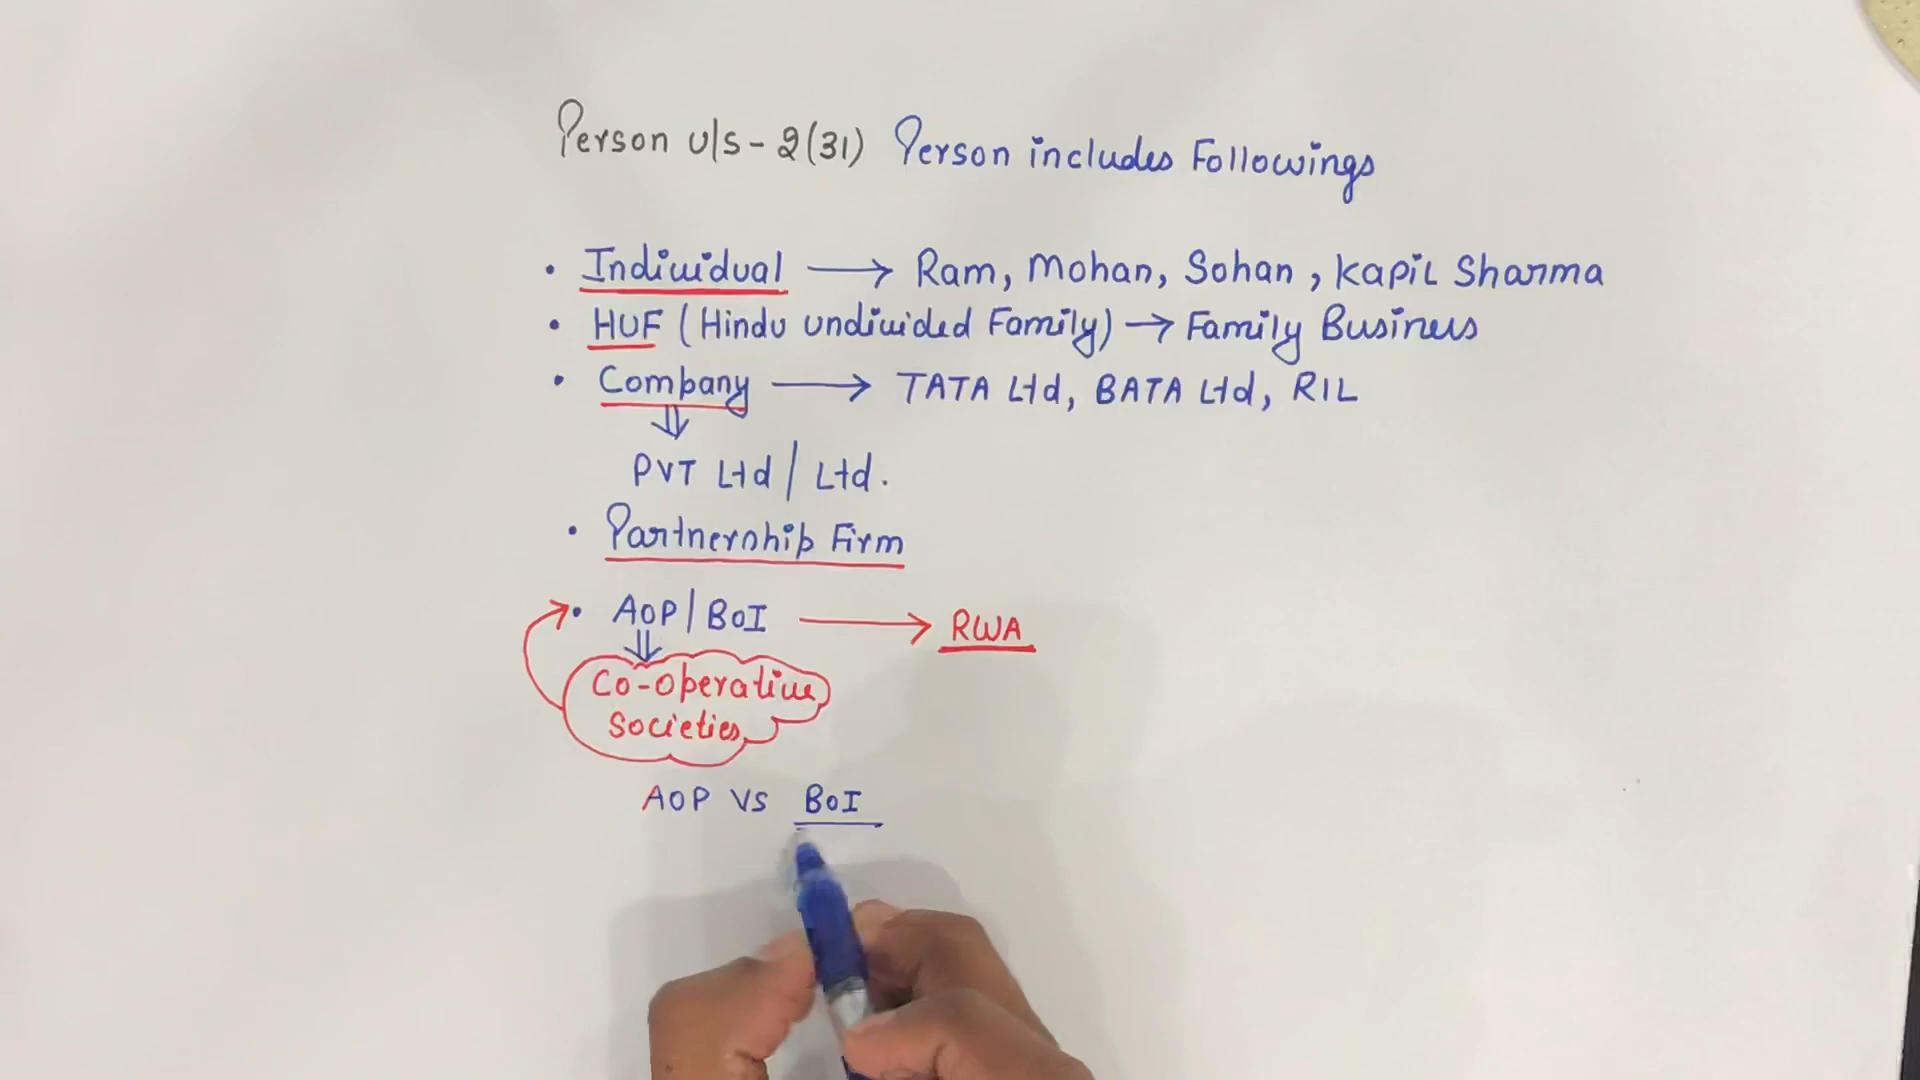 Person U/S - 2(31) Person includes Followings
• Individual → Ram, Mohan, Sohan, Kapil Sharma
• HUF (Hindu undivided Family) → Family Business
• Company → TATA Ltd, BATA Ltd, RIL
⇓
PVT Ltd / Ltd.
• Partnership Firm
• AOP | BOI → RWA
⇓
Co-operative
Societies
AOP VS BOI